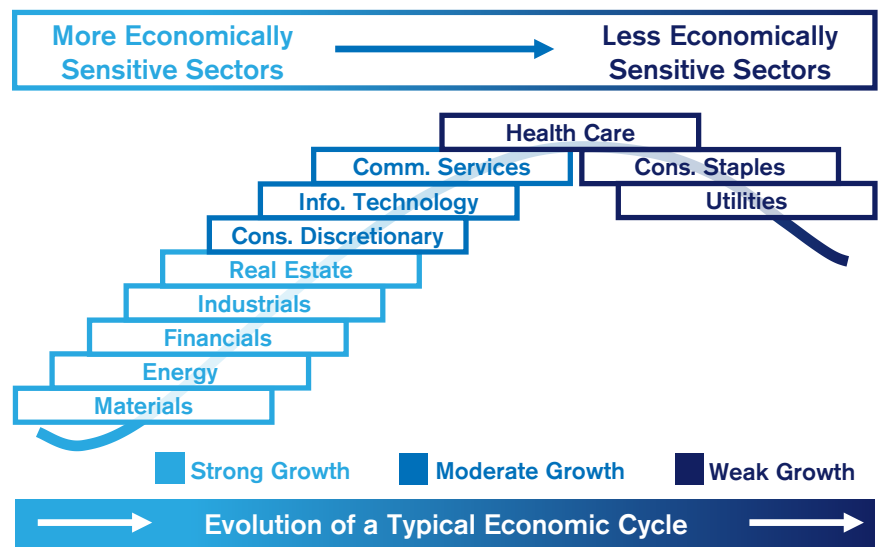 More Economically
Sensitive Sectors
Less Economically
Sensitive Sectors
Health Care
Comm. Services
Cons. Staples
Info. Technology
Utilities
Cons. Discretionary
Real Estate
Industrials
Financials
Energy
Materials
Strong Growth
Moderate Growth
Weak Growth
Evolution of a Typical Economic Cycle